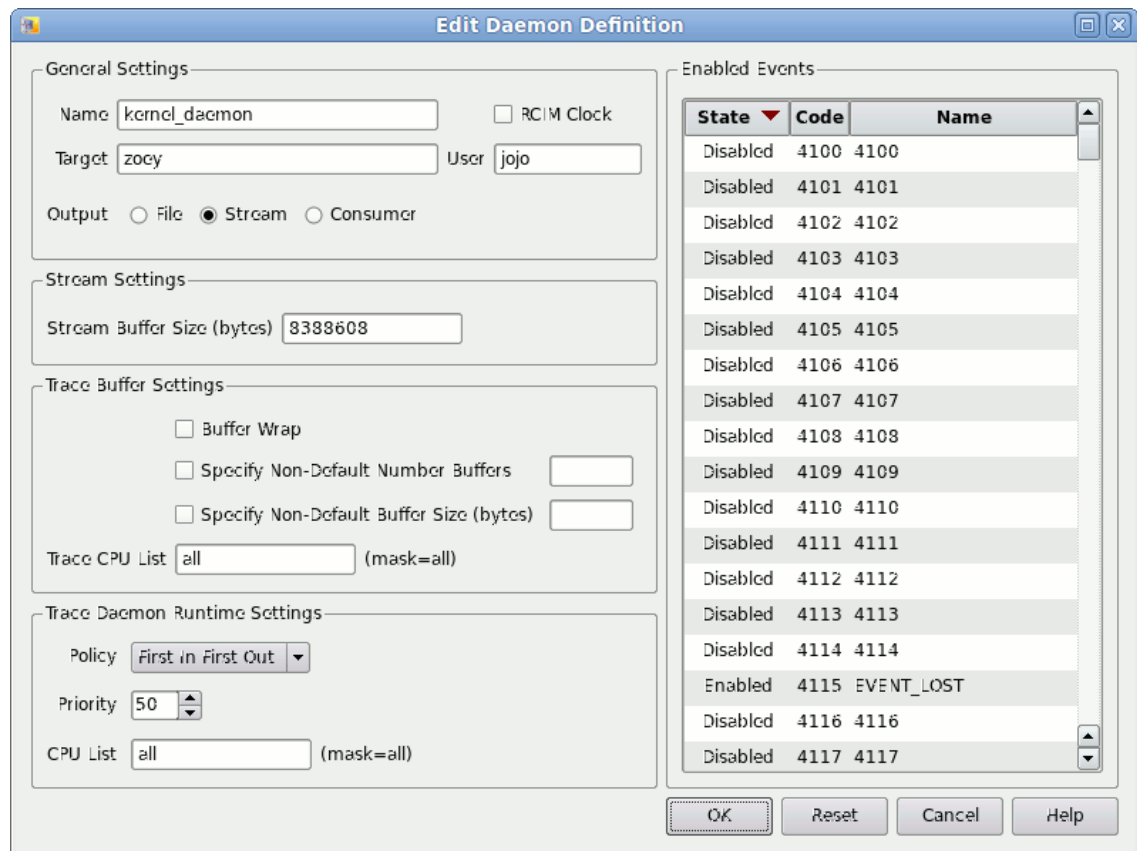 Edit Daemon Definition
General Settings
Name kernel_daemon RCIM Clock
Target zoey User jojo
Output File Stream Consumer
Stream Settings
Stream Buffer Size (bytes) 8388608
Trace Buffer Settings
Buffer Wrap
Specify Non-Default Number Buffers
Specify Non-Default Buffer Size (bytes)
Trace CPU List all (mask=all)
Trace Daemon Runtime Settings
Policy First In First Out
Priority 50
CPU List all (mask=all)
Enabled Events
State Code Name
Disabled 4100 4100
Disabled 4101 4101
Disabled 4102 4102
Disabled 4103 4103
Disabled 4104 4104
Disabled 4105 4105
Disabled 4106 4106
Disabled 4107 4107
Disabled 4108 4108
Disabled 4109 4109
Disabled 4110 4110
Disabled 4111 4111
Disabled 4112 4112
Disabled 4113 4113
Disabled 4114 4114
Enabled 4115 EVENT_LOST
Disabled 4116 4116
Disabled 4117 4117
OK Reset Cancel Help